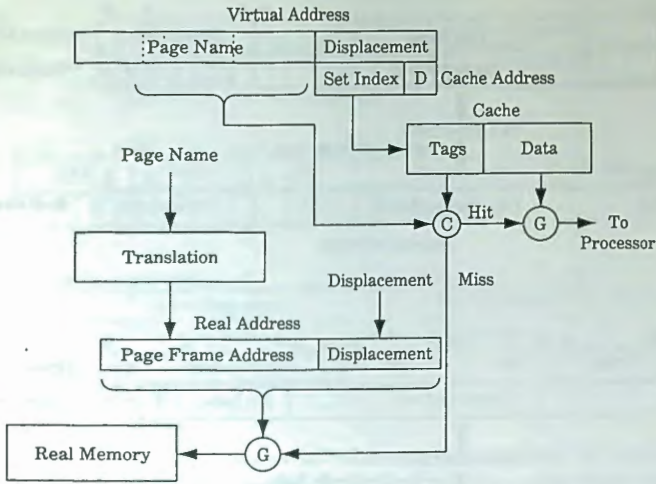 Virtual Address
Page Name
Displacement
Set Index
D
Cache Address
Cache
Tags
Data
Page Name
C
Hit
G
To
Processor
Translation
Displacement
Miss
Real Address
Page Frame Address
Displacement
Real Memory
G